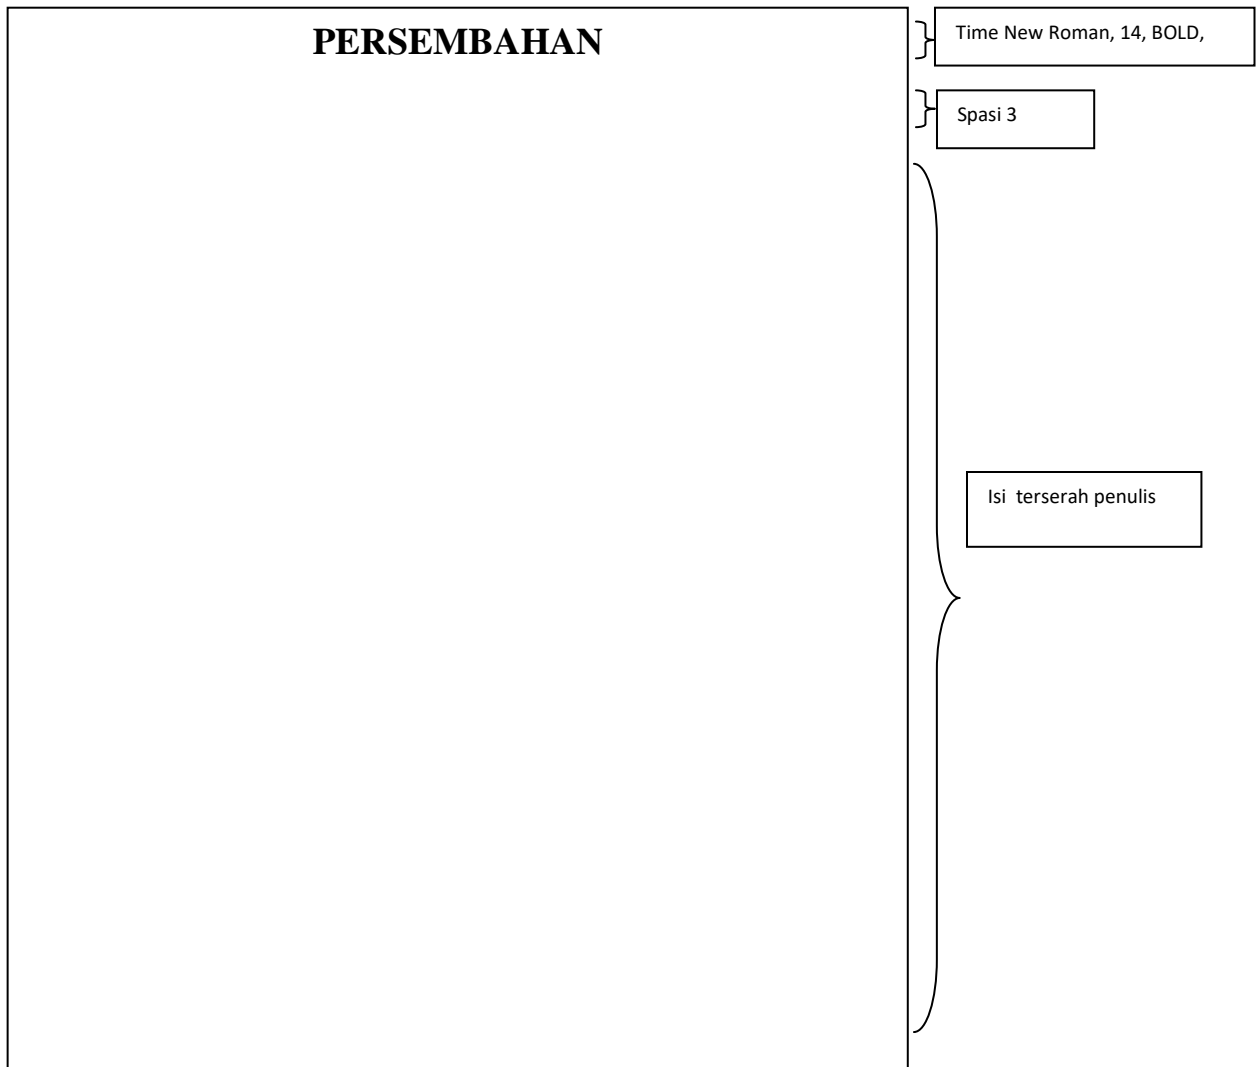 PERSEMBAHAN
Time New Roman, 14, BOLD,
Spasi 3
Isi  terserah penulis